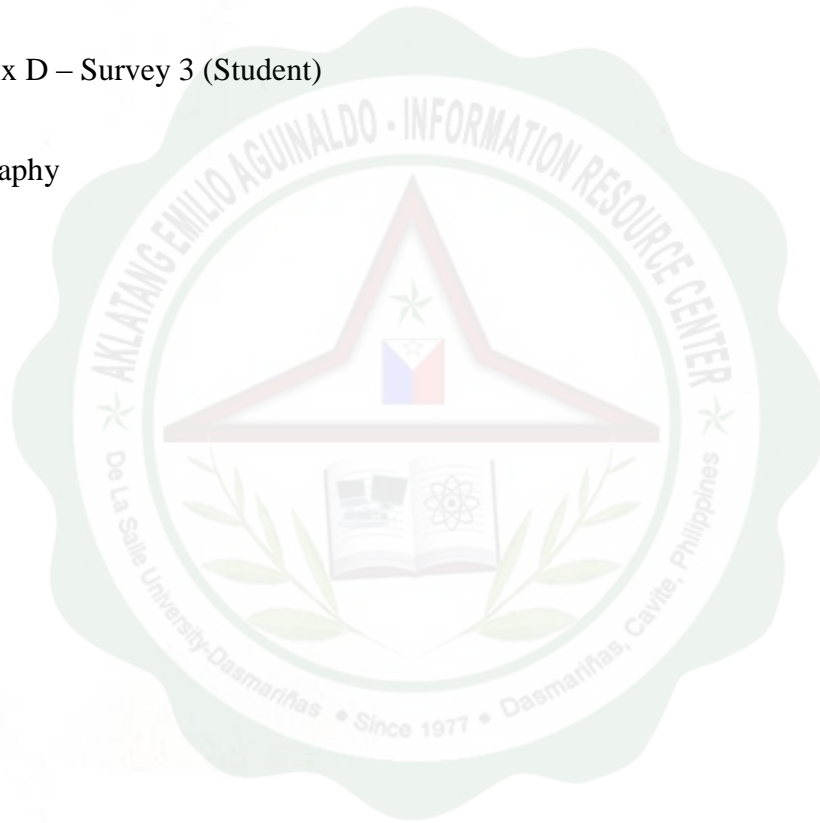 x D – Survey 3 (Student)
aphy
AKLATANG EMILIO AGUINALDO - INFORMATION RESOURCE CENTER
De La Salle University-Dasmariñas • Since 1977 • Dasmariñas, Cavite, Philippines